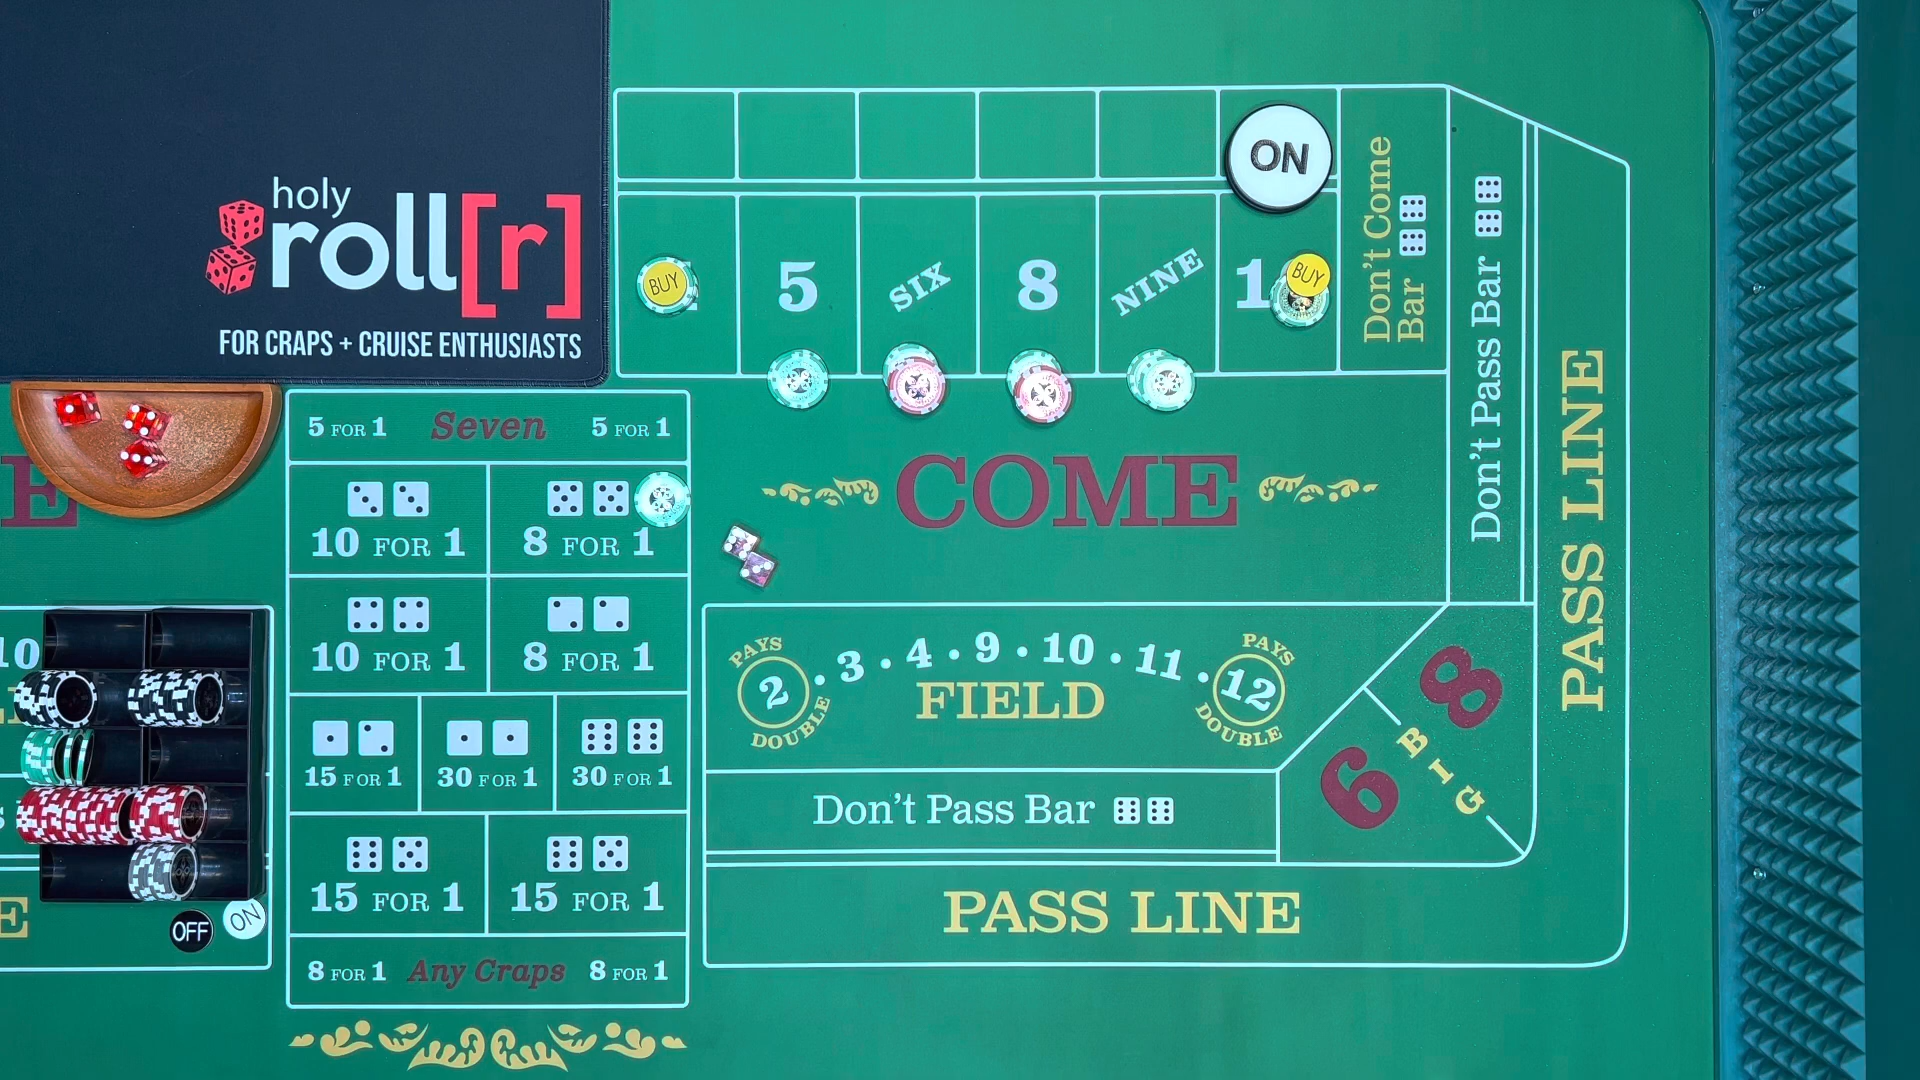 holy
roll[r]
FOR CRAPS + CRUISE ENTHUSIASTS
ON
BUY
5
SIX
8
NINE
1
BUY
Don't Come
Bar
Don't Pass Bar
PASS LINE
5 FOR 1 Seven 5 FOR 1
10 FOR 1
8 FOR 1
10 FOR 1
8 FOR 1
15 FOR 1
30 FOR 1
30 FOR 1
15 FOR 1
15 FOR 1
8 FOR 1 Any Craps 8 FOR 1
COME
PAYS
2
DOUBLE
· 3 · 4 · 9 · 10 · 11 ·
FIELD
PAYS
12
DOUBLE
Don't Pass Bar
PASS LINE
6
8
BIG
E
10
OFF
ON
E